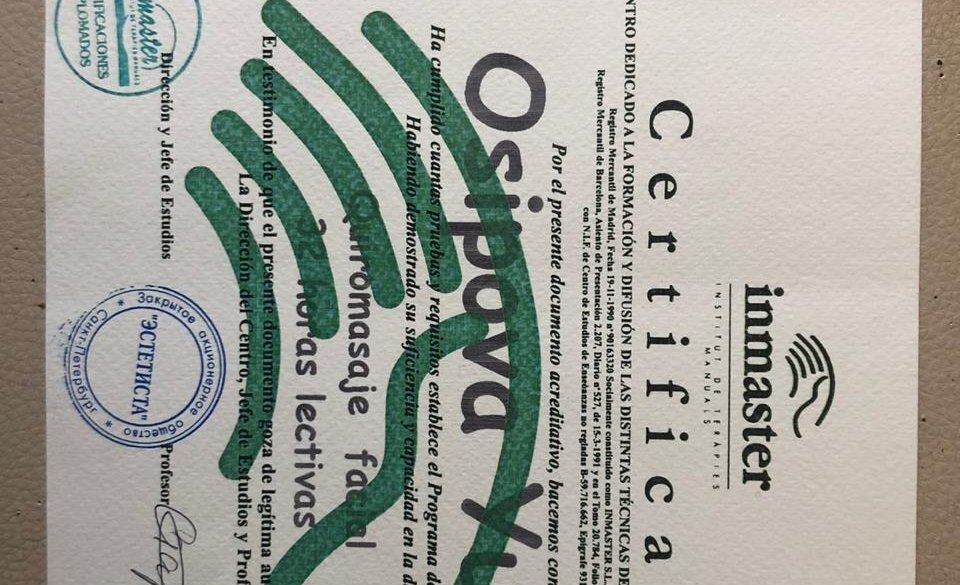 inmaster
INSTITUT DE TERÀPIES
MANUALS
Certifica
NTRO DEDICADO A LA FORMACIÓN Y DIFUSIÓN DE LAS DISTINTAS TÉCNICAS DE
Registro Mercantil de Madrid, Fecha 19-11-1990 nº 90163320 Socialmente constituido como INMASTER S.L.
Registro Mercantil de Barcelona, Asiento de Presentación 2.207, Diario nº 527, de 15-3-1991 y en el Tomo 20.784, Folio
con N.I.F. de Centro de Estudios de Enseñanzas no regladas B-59.716.662, Epígrafe 931
Por el presente documento acreditativo, hacemos con
Osipova Yu
Ha cumplido cuantas pruebas y requisitos establece el Programa de
Habiendo demostrado su suficiencia y capacidad en la d
Quiromasaje facial
32 horas lectivas
En testimonio de que el presente documento goza de legítima au
La Dirección del Centro, Jefe de Estudios y Prof
Dirección y Jefe de Estudios
Profesor
inmaster
IFICACIONES
PLOMADOS
Закрытое акционерное общество
"ЭСТЕТИСТА"
* Санкт-Петербург *